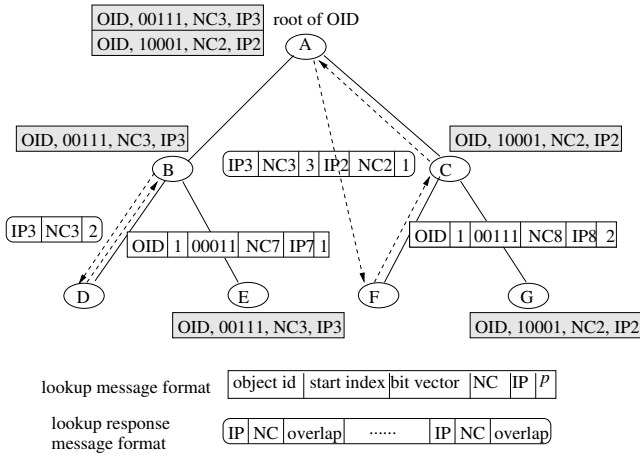 OID, 00111, NC3, IP3
root of OID
OID, 10001, NC2, IP2
A
OID, 00111, NC3, IP3
OID, 10001, NC2, IP2
B
IP3 NC3 3 IP2 NC2 1
C
IP3 NC3 2
OID 1 00011 NC7 IP7 1
OID 1 00111 NC8 IP8 2
D
E
F
G
OID, 00111, NC3, IP3
OID, 10001, NC2, IP2
lookup message format
object id start index bit vector NC IP p
lookup response
message format
IP NC overlap ...... IP NC overlap